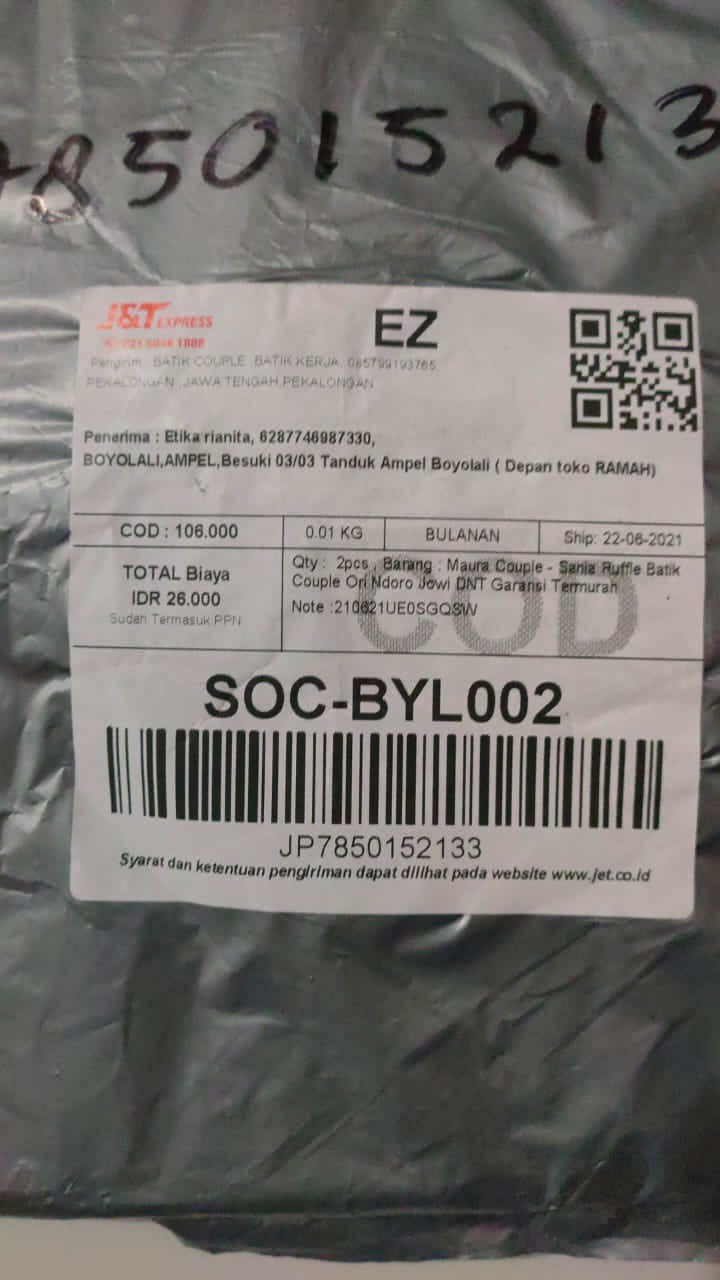 785015213
J&T EXPRESS
EZ
Pengirim : BATIK COUPLE BATIK KERJA, 085799193765
PEKALONGAN ,JAWA TENGAH,PEKALONGAN
Penerima : Etika rianita, 6287746987330,
BOYOLALI,AMPEL,Besuki 03/03 Tanduk Ampel Boyolali ( Depan toko RAMAH)
COD : 106.000
0.01 KG
BULANAN
Ship: 22-06-2021
TOTAL Biaya
IDR 26.000
Sudah Termasuk PPN
Qty : 2pcs , Barang : Maura Couple - Sania Ruffle Batik
Couple Ori Ndoro Jowi DNT Garansi Termurah
Note :210621UE0SGQSW
COD
SOC-BYL002
JP7850152133
Syarat dan ketentuan pengiriman dapat dilihat pada website www.jet.co.id